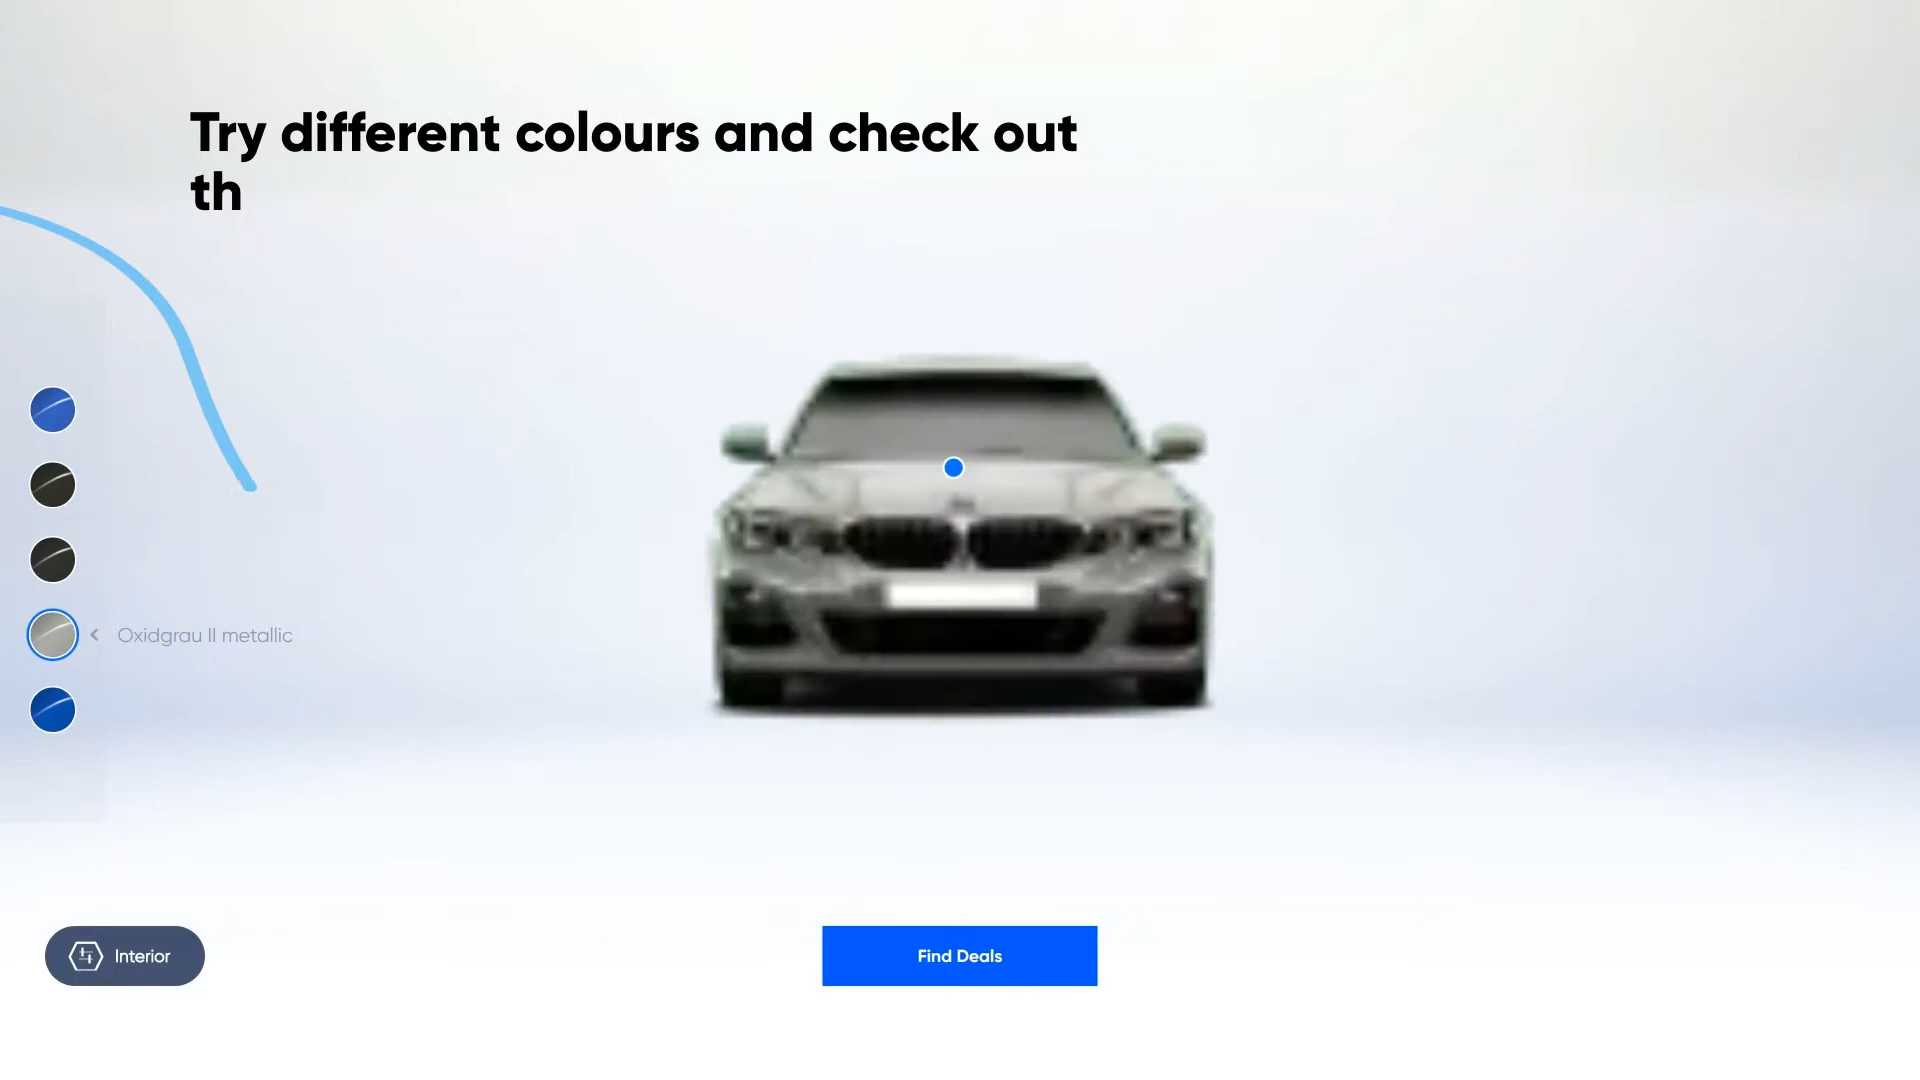 Try different colours and check out
th
Oxidgrau II metallic
Interior
Find Deals